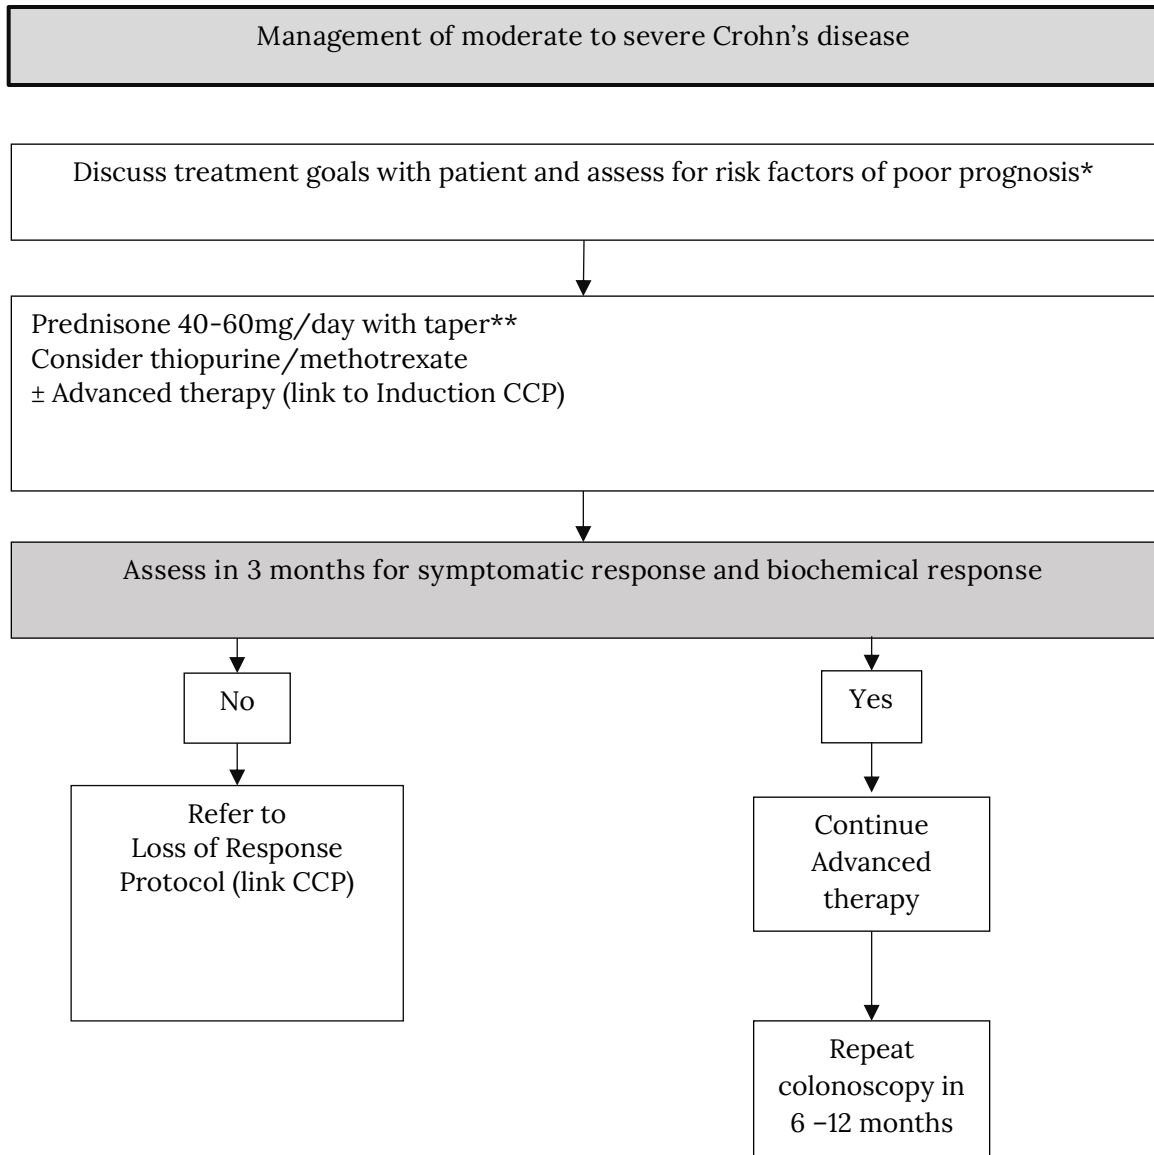 Management of moderate to severe Crohn’s disease
Discuss treatment goals with patient and assess for risk factors of poor prognosis*
Prednisone 40-60mg/day with taper**
Consider thiopurine/methotrexate
± Advanced therapy (link to Induction CCP)
Assess in 3 months for symptomatic response and biochemical response
No
Refer to
Loss of Response
Protocol (link CCP)
Yes
Continue
Advanced
therapy
Repeat
colonoscopy in
6 –12 months